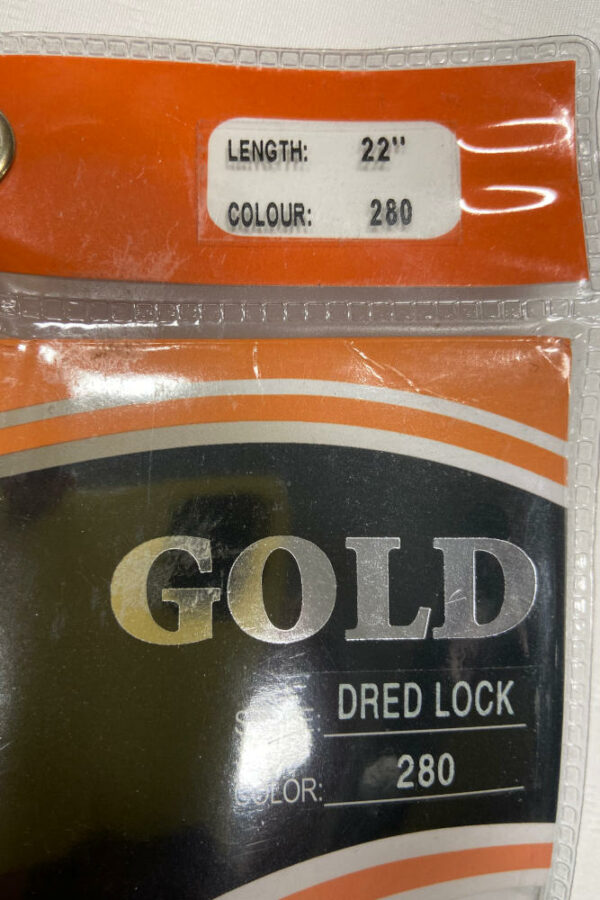 LENGTH: 22"
COLOUR: 280
GOLD
DRED LOCK
COLOR: 280